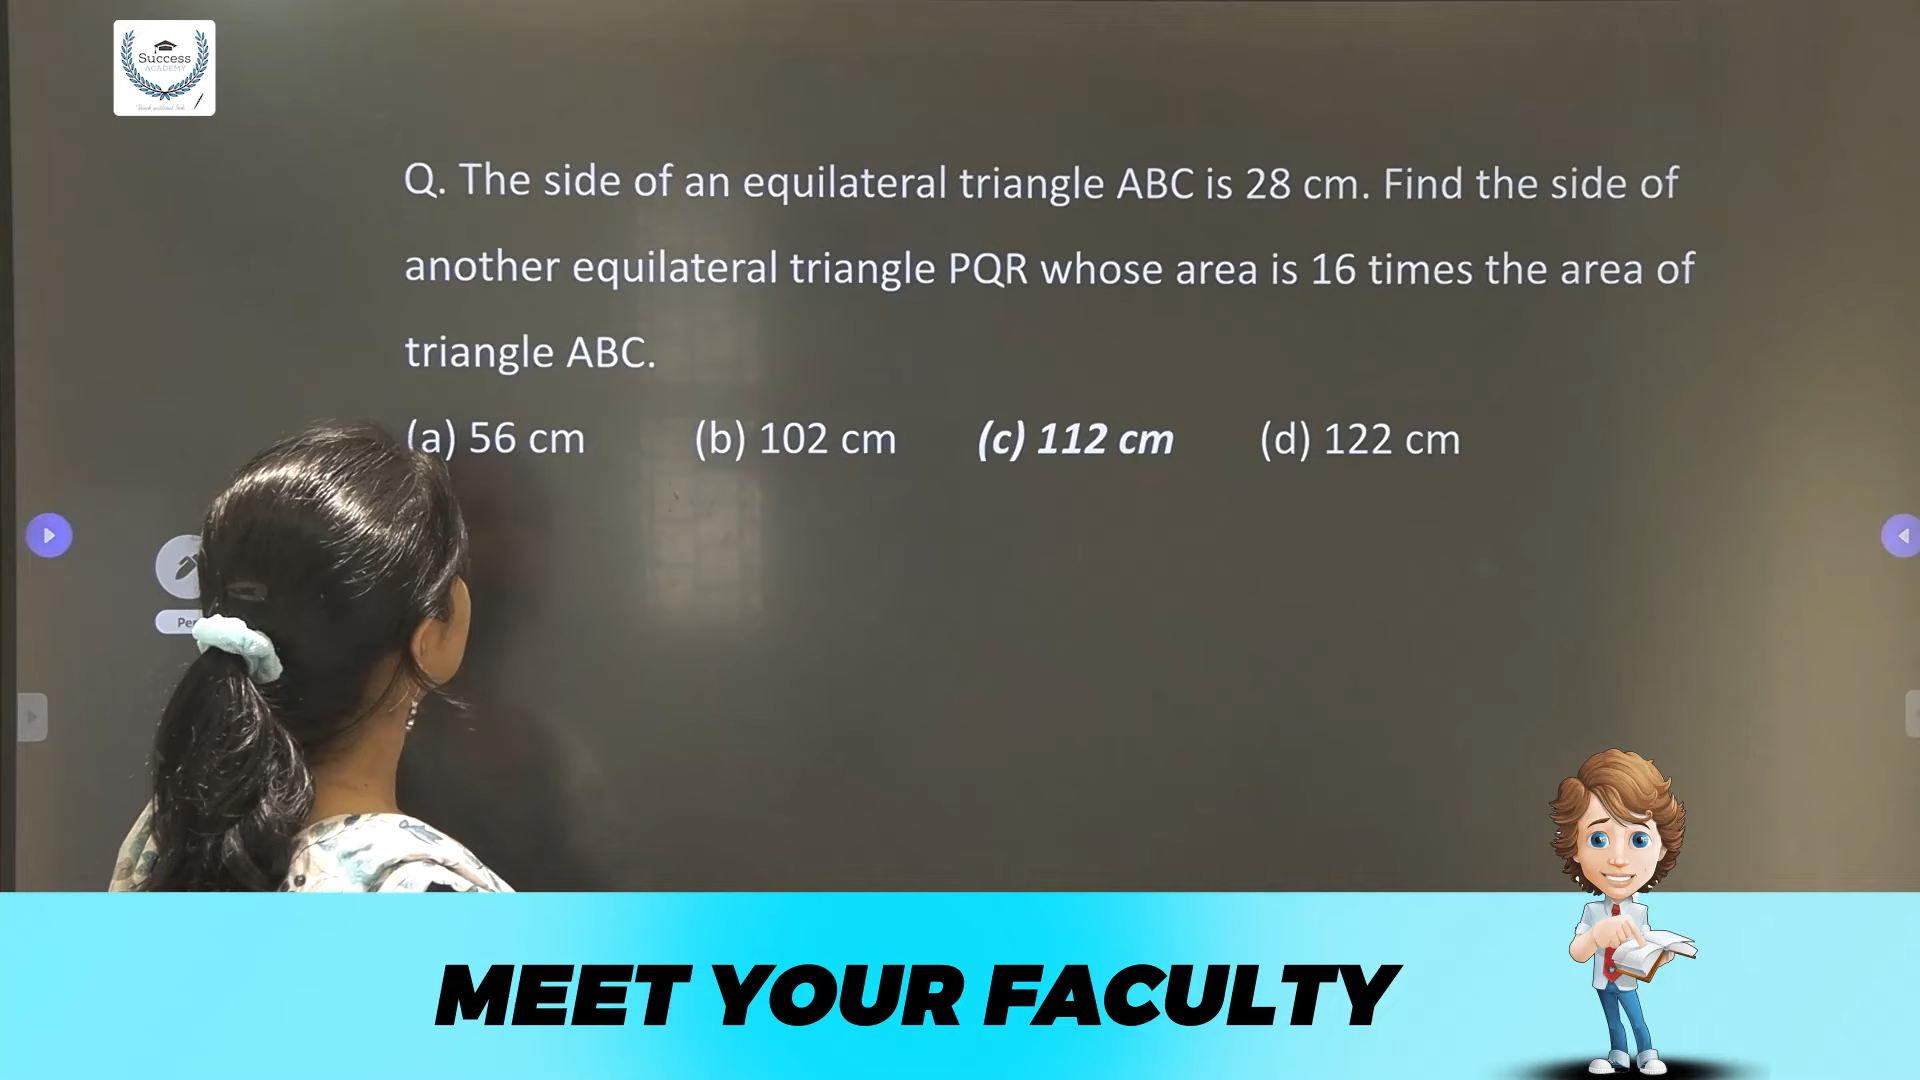 Success
ACADEMY
Q. The side of an equilateral triangle ABC is 28 cm. Find the side of
another equilateral triangle PQR whose area is 16 times the area of
triangle ABC.
(a) 56 cm (b) 102 cm (c) 112 cm (d) 122 cm
MEET YOUR FACULTY